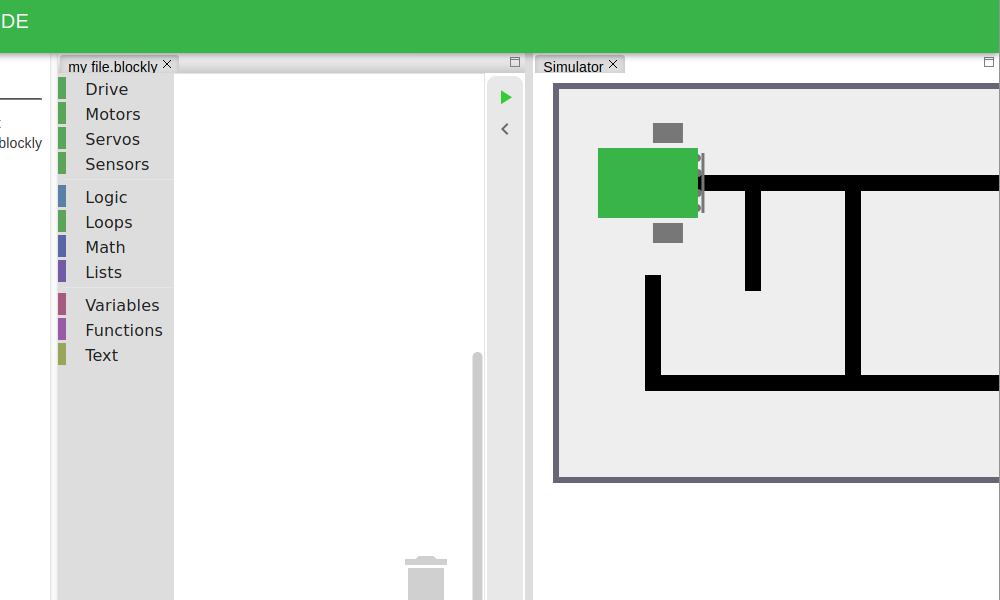 DE
my file.blockly
Simulator
blockly
Drive
Motors
Servos
Sensors
Logic
Loops
Math
Lists
Variables
Functions
Text